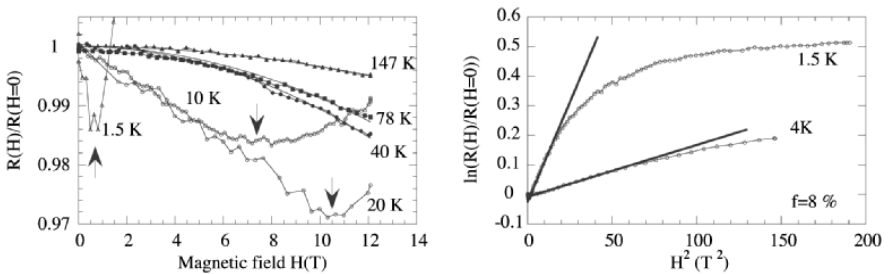 R(H)/R(H=0)
1
0.99
0.98
0.97
147 K
10 K
78 K
1.5 K
40 K
20 K
0 2 4 6 8 10 12 14
Magnetic field H(T)
ln(R(H)/R(H=0))
0.6
0.5
0.4
0.3
0.2
0.1
0
-0.1
1.5 K
4K
f=8 %
0 50 100 150 200
H² (T²)